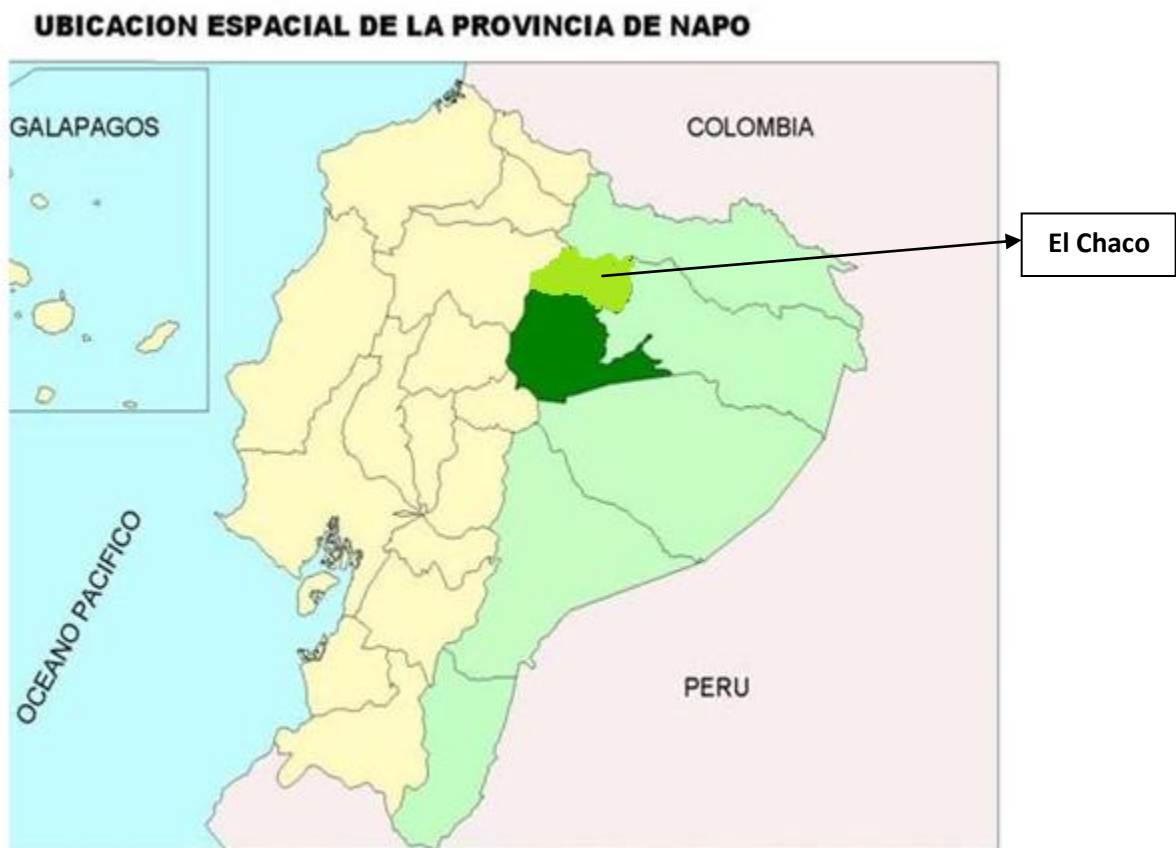 UBICACION ESPACIAL DE LA PROVINCIA DE NAPO
GALAPAGOS
COLOMBIA
El Chaco
OCEANO PACIFICO
PERU